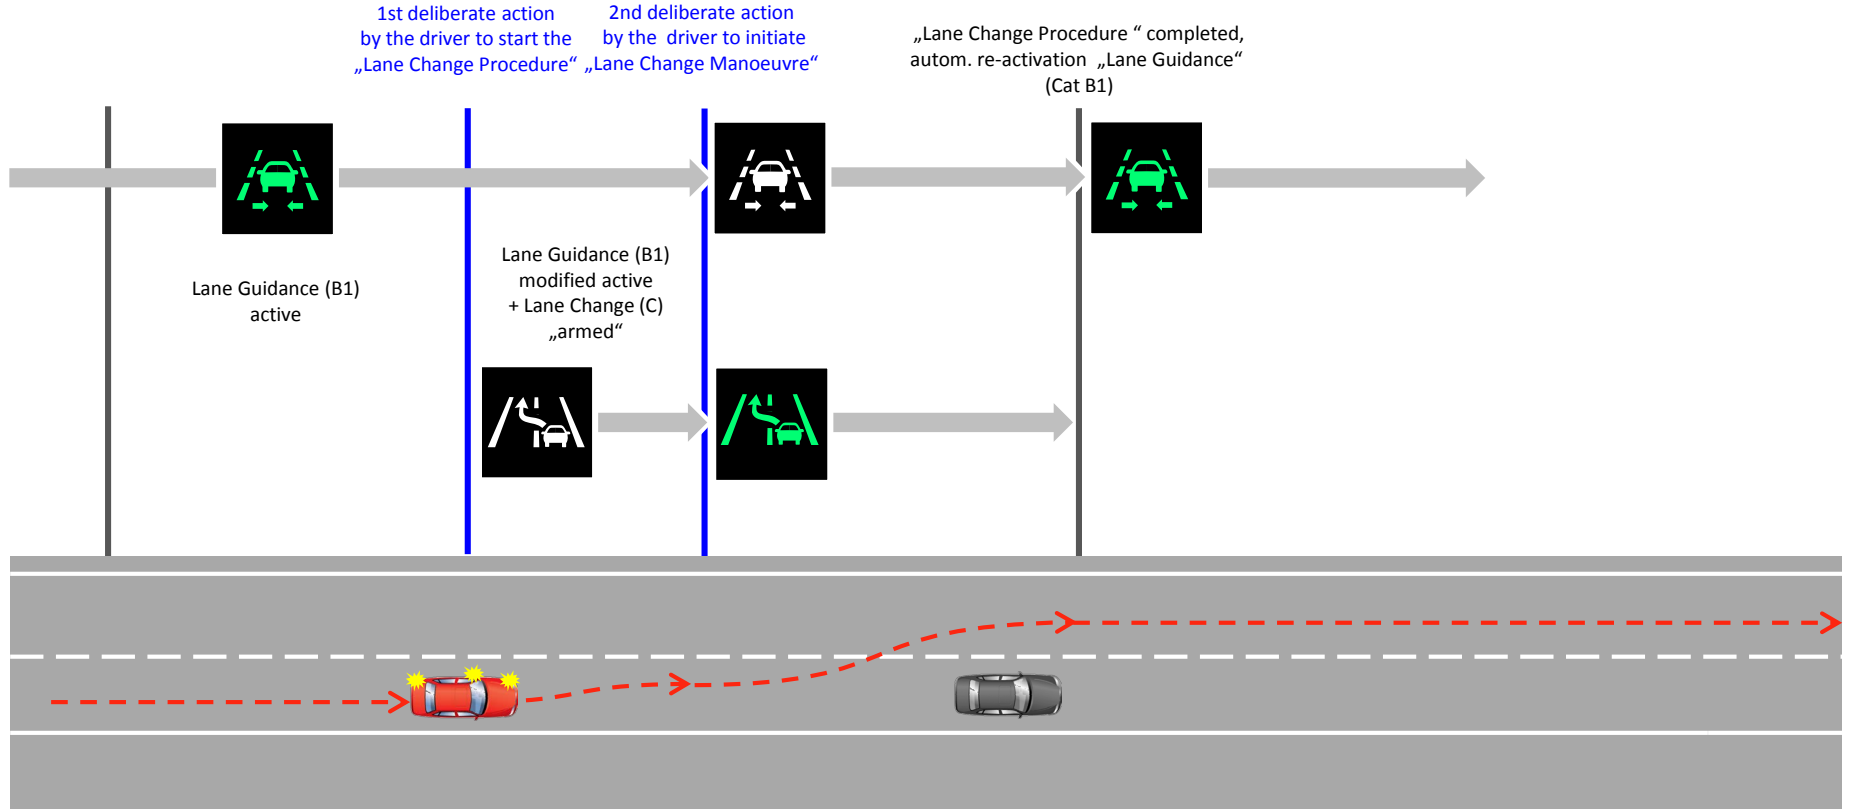 1st deliberate action
by the driver to start the
„Lane Change Procedure“
2nd deliberate action
by the  driver to initiate
„Lane Change Manoeuvre“
„Lane Change Procedure “ completed,
autom. re-activation  „Lane Guidance“
(Cat B1)
Lane Guidance (B1)
active
Lane Guidance (B1)
modified active
+ Lane Change (C)
„armed“